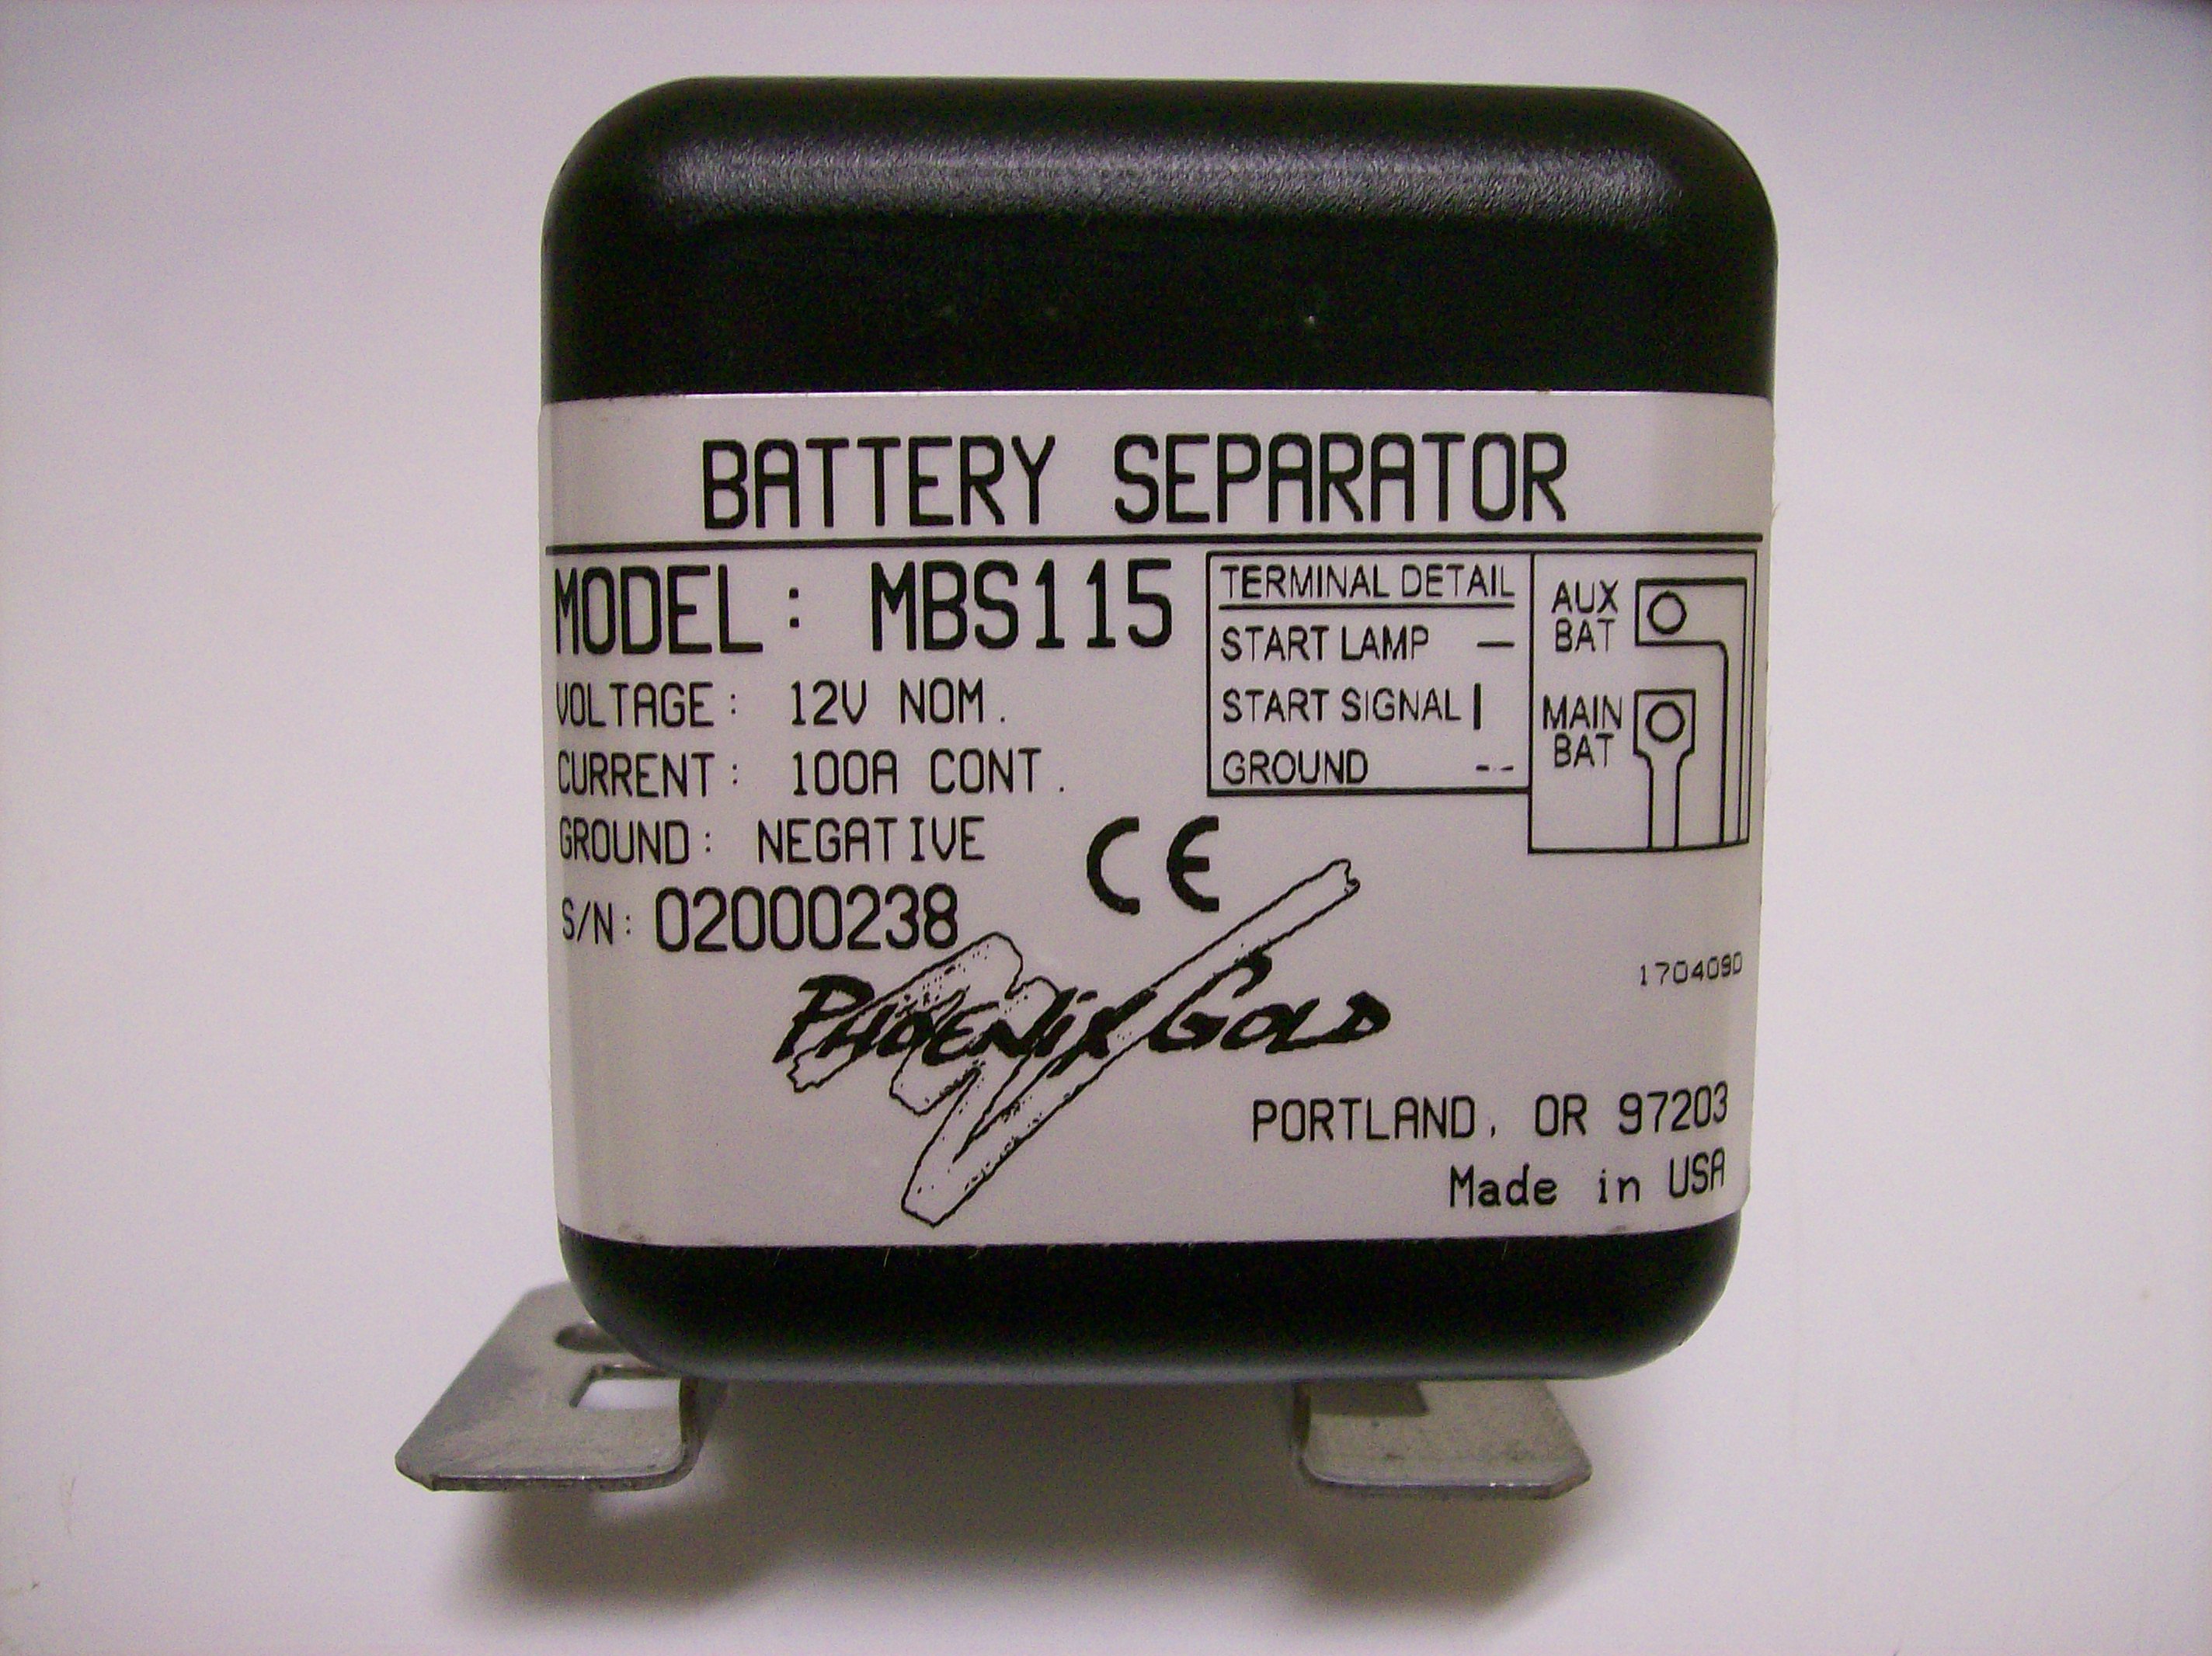 BATTERY SEPARATOR
MODEL: MBS115
VOLTAGE: 12V NOM.
CURRENT: 100A CONT.
GROUND: NEGATIVE
S/N: 02000238
TERMINAL DETAIL
START LAMP —
START SIGNAL |
GROUND --
AUX
BAT
MAIN
BAT
CE
1704090
PHOENIX GOLD
PORTLAND, OR 97203
Made in USA